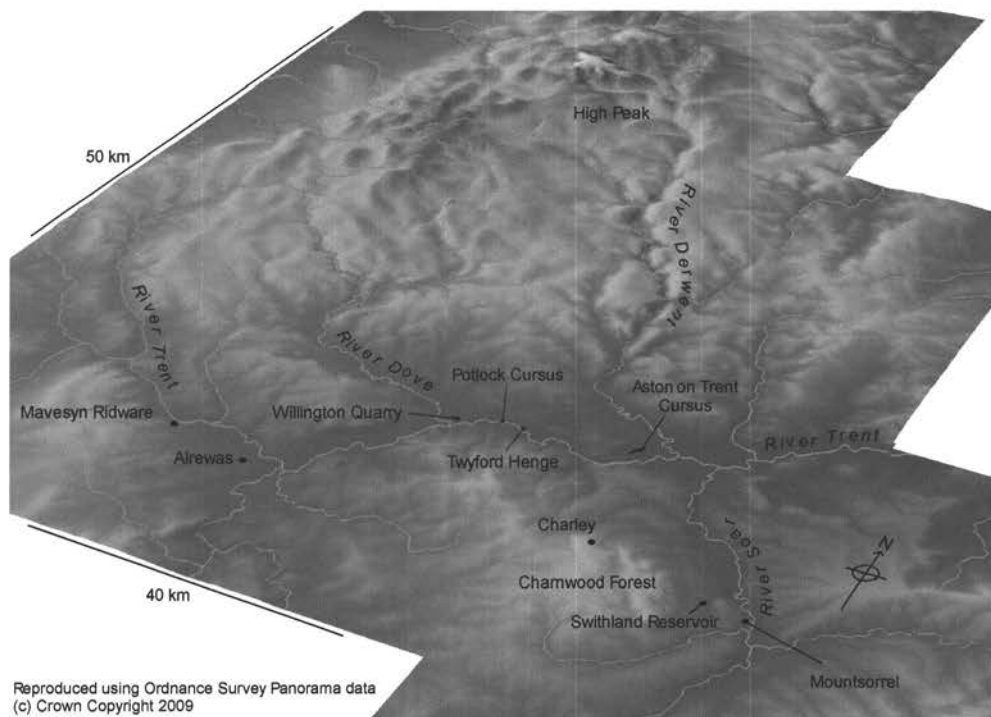 50 km
High Peak
River Derwent
River Trent
River Dove
Potlock Cursus
Aston on Trent
Cursus
Mavesyn Ridware
Willington Quarry
River Trent
Alrewas
Twyford Henge
Charley
River Soar
N
Charnwood Forest
40 km
Swithland Reservoir
Mountsorrel
Reproduced using Ordnance Survey Panorama data
(c) Crown Copyright 2009